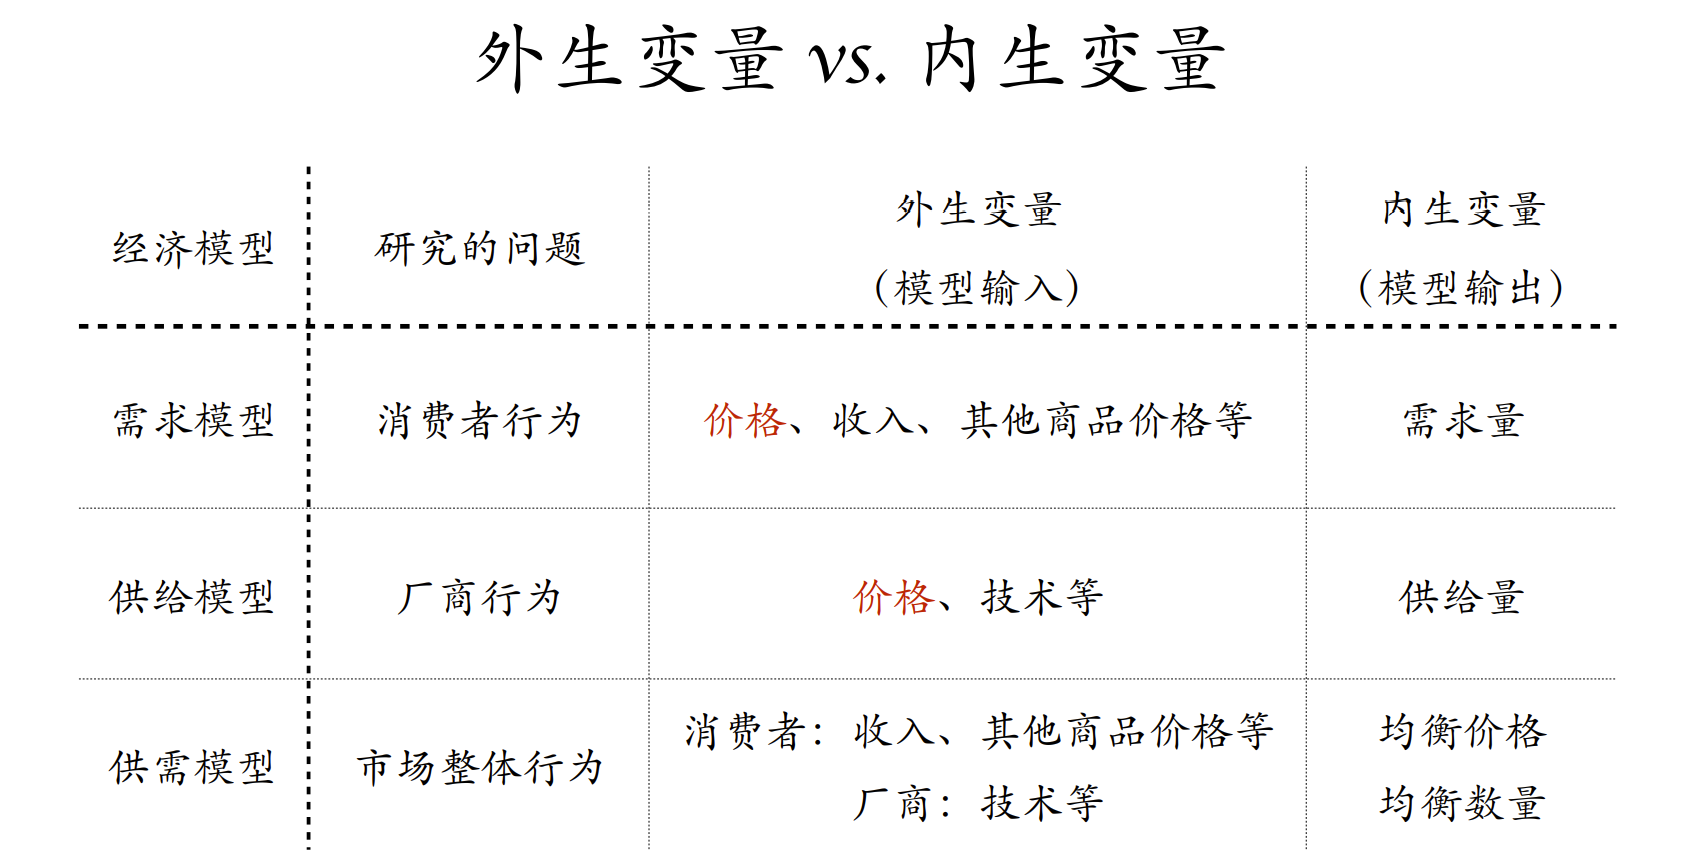 外生变量 vs. 内生变量
经济模型 研究的问题 外生变量 (模型输入) 内生变量 (模型输出)
需求模型 消费者行为 价格、收入、其他商品价格等 需求量
供给模型 厂商行为 价格、技术等 供给量
供需模型 市场整体行为 消费者：收入、其他商品价格等 厂商：技术等 均衡价格 均衡数量